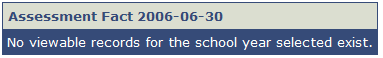 Assessment Fact 2006-06-30
No viewable records for the school year selected exist.